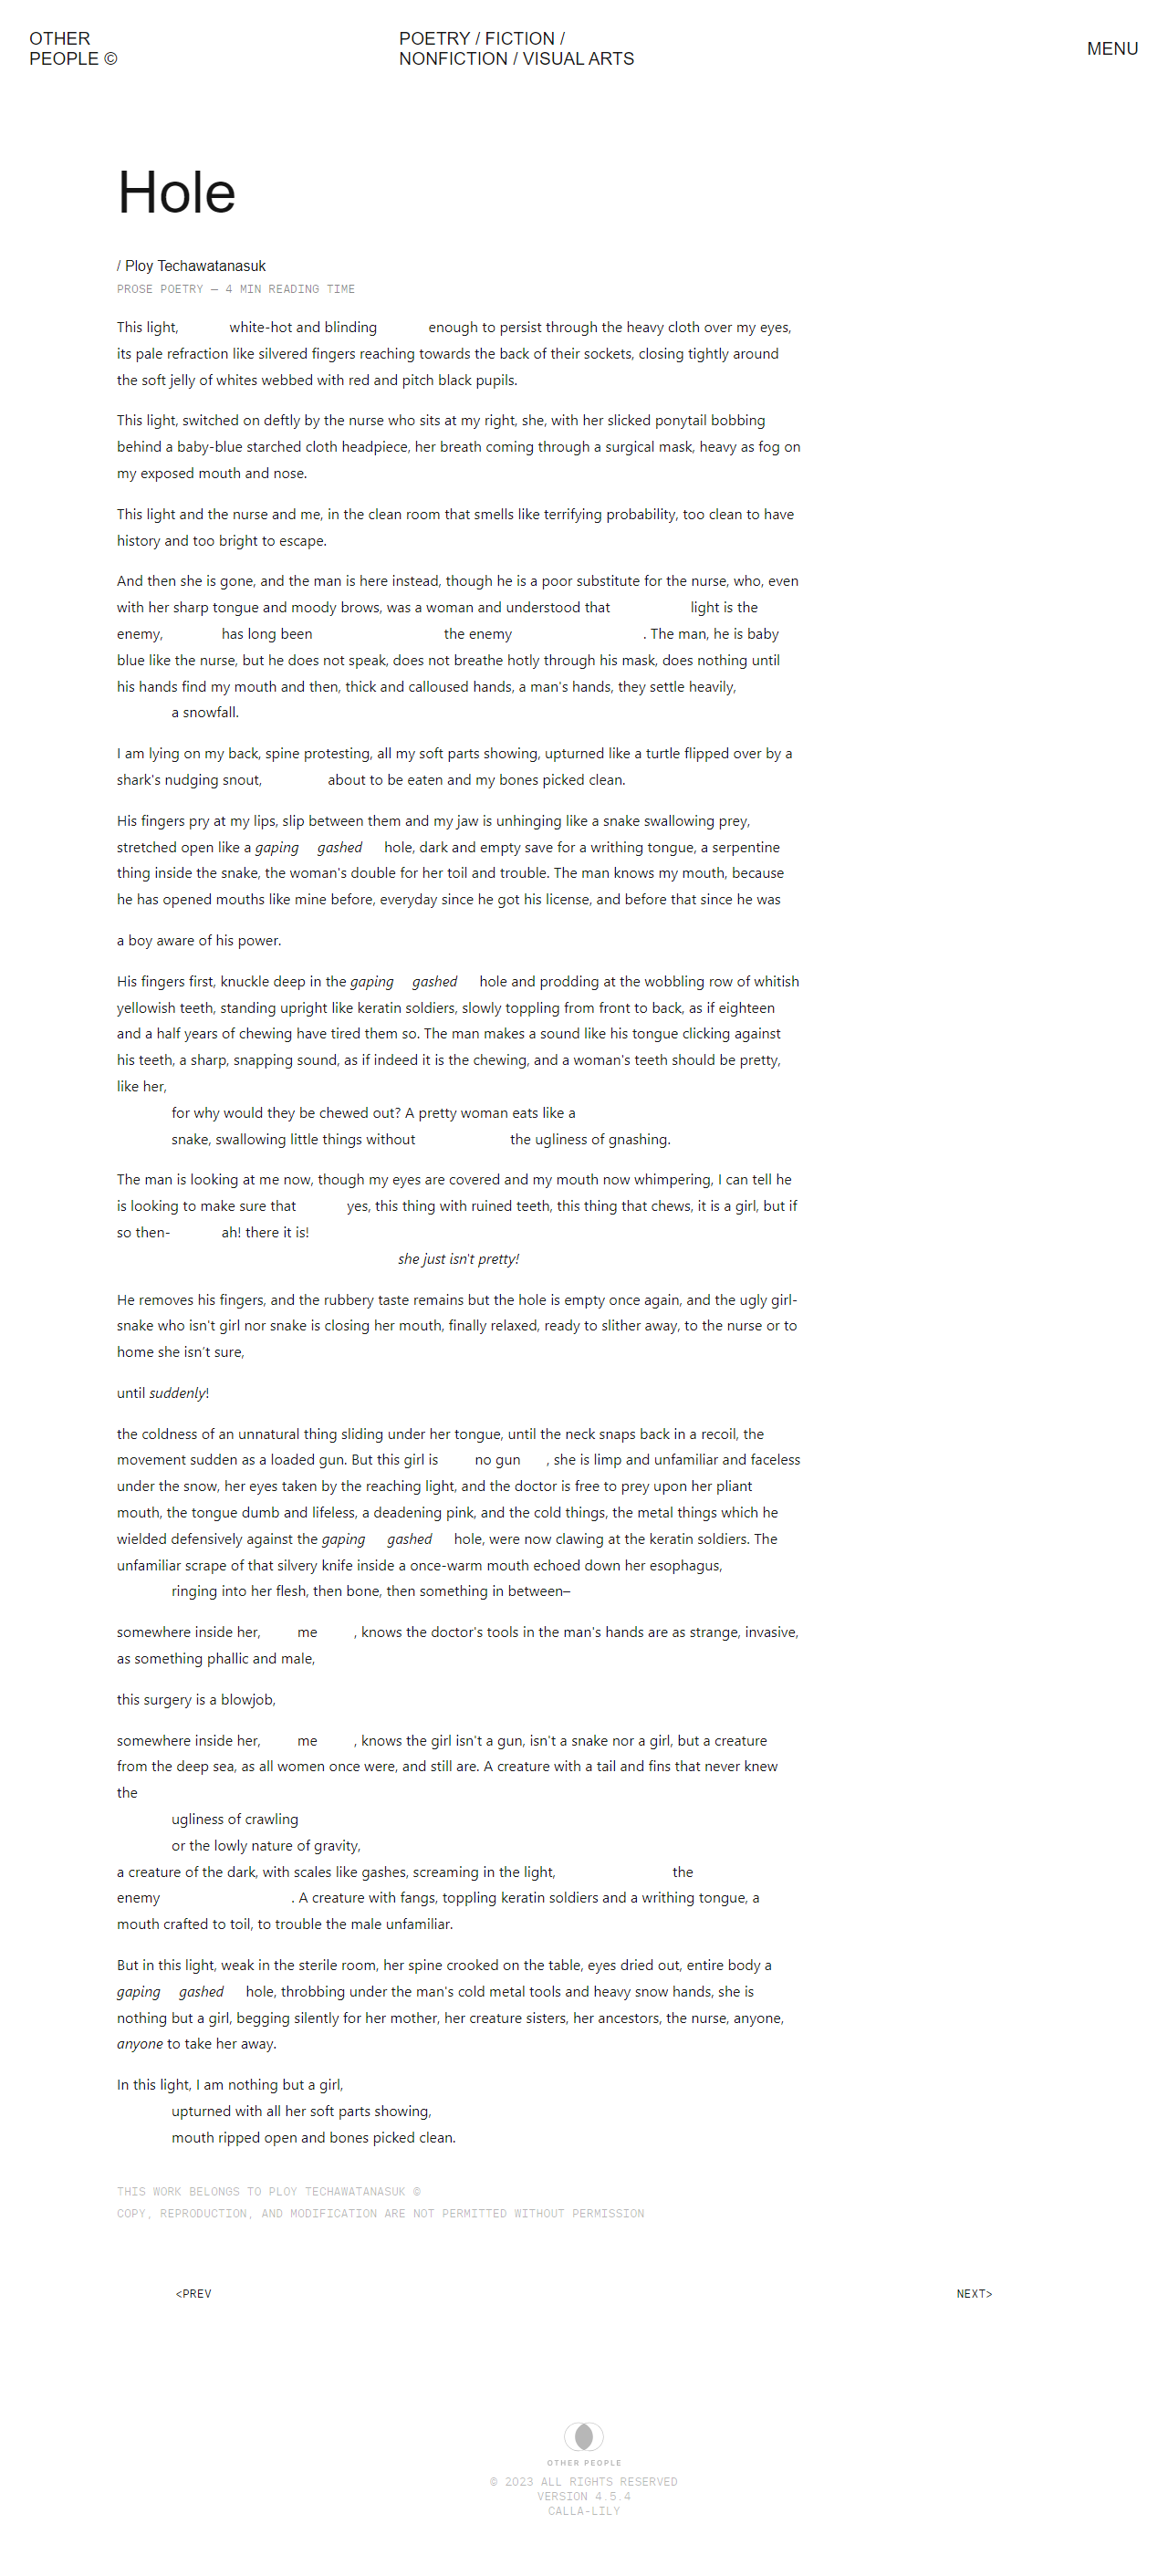 OTHER
PEOPLE ©
POETRY / FICTION /
NONFICTION / VISUAL ARTS
MENU
Hole
/ Ploy Techawatanasuk
PROSE POETRY — 4 MIN READING TIME
This light, white-hot and blinding enough to persist through the heavy cloth over my eyes,
its pale refraction like silvered fingers reaching towards the back of their sockets, closing tightly around
the soft jelly of whites webbed with red and pitch black pupils.
This light, switched on deftly by the nurse who sits at my right, she, with her slicked ponytail bobbing
behind a baby-blue starched cloth headpiece, her breath coming through a surgical mask, heavy as fog on
my exposed mouth and nose.
This light and the nurse and me, in the clean room that smells like terrifying probability, too clean to have
history and too bright to escape.
And then she is gone, and the man is here instead, though he is a poor substitute for the nurse, who, even
with her sharp tongue and moody brows, was a woman and understood that light is the
enemy, has long been the enemy . The man, he is baby
blue like the nurse, but he does not speak, does not breathe hotly through his mask, does nothing until
his hands find my mouth and then, thick and calloused hands, a man's hands, they settle heavily,
a snowfall.
I am lying on my back, spine protesting, all my soft parts showing, upturned like a turtle flipped over by a
shark's nudging snout, about to be eaten and my bones picked clean.
His fingers pry at my lips, slip between them and my jaw is unhinging like a snake swallowing prey,
stretched open like a gaping gashed hole, dark and empty save for a writhing tongue, a serpentine
thing inside the snake, the woman's double for her toil and trouble. The man knows my mouth, because
he has opened mouths like mine before, everyday since he got his license, and before that since he was
a boy aware of his power.
His fingers first, knuckle deep in the gaping gashed hole and prodding at the wobbling row of whitish
yellowish teeth, standing upright like keratin soldiers, slowly toppling from front to back, as if eighteen
and a half years of chewing have tired them so. The man makes a sound like his tongue clicking against
his teeth, a sharp, snapping sound, as if indeed it is the chewing, and a woman's teeth should be pretty,
like her,
for why would they be chewed out? A pretty woman eats like a
snake, swallowing little things without the ugliness of gnashing.
The man is looking at me now, though my eyes are covered and my mouth now whimpering, I can tell he
is looking to make sure that yes, this thing with ruined teeth, this thing that chews, it is a girl, but if
so then- ah! there it is!
she just isn't pretty!
He removes his fingers, and the rubbery taste remains but the hole is empty once again, and the ugly girl-
snake who isn't girl nor snake is closing her mouth, finally relaxed, ready to slither away, to the nurse or to
home she isn't sure,
until suddenly!
the coldness of an unnatural thing sliding under her tongue, until the neck snaps back in a recoil, the
movement sudden as a loaded gun. But this girl is no gun , she is limp and unfamiliar and faceless
under the snow, her eyes taken by the reaching light, and the doctor is free to prey upon her pliant
mouth, the tongue dumb and lifeless, a deadening pink, and the cold things, the metal things which he
wielded defensively against the gaping gashed hole, were now clawing at the keratin soldiers. The
unfamiliar scrape of that silvery knife inside a once-warm mouth echoed down her esophagus,
ringing into her flesh, then bone, then something in between—
somewhere inside her, me , knows the doctor's tools in the man's hands are as strange, invasive,
as something phallic and male,
this surgery is a blowjob,
somewhere inside her, me , knows the girl isn't a gun, isn't a snake nor a girl, but a creature
from the deep sea, as all women once were, and still are. A creature with a tail and fins that never knew
the
ugliness of crawling
or the lowly nature of gravity,
a creature of the dark, with scales like gashes, screaming in the light, the
enemy . A creature with fangs, toppling keratin soldiers and a writhing tongue, a
mouth crafted to toil, to trouble the male unfamiliar.
But in this light, weak in the sterile room, her spine crooked on the table, eyes dried out, entire body a
gaping gashed hole, throbbing under the man's cold metal tools and heavy snow hands, she is
nothing but a girl, begging silently for her mother, her creature sisters, her ancestors, the nurse, anyone,
anyone to take her away.
In this light, I am nothing but a girl,
upturned with all her soft parts showing,
mouth ripped open and bones picked clean.
THIS WORK BELONGS TO PLOY TECHAWATANASUK ©
COPY, REPRODUCTION, AND MODIFICATION ARE NOT PERMITTED WITHOUT PERMISSION
<PREV
NEXT>
OTHER PEOPLE
© 2023 ALL RIGHTS RESERVED
VERSION 4.5.4
CALLA-LILY